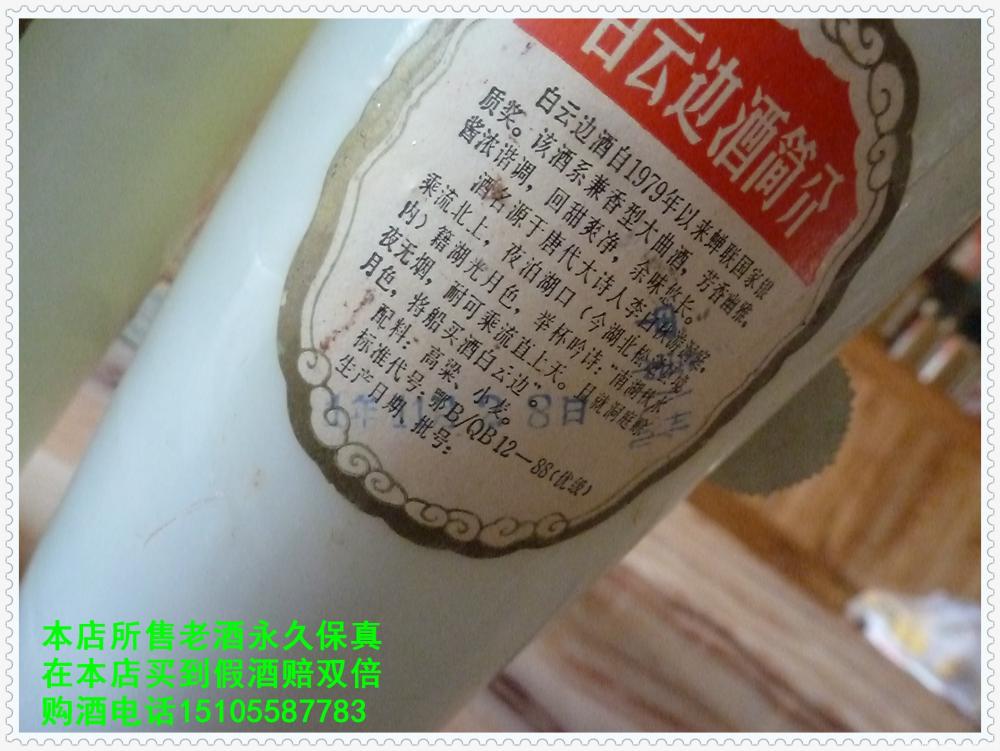 白云边酒简介
白云边酒自1979年以来蝉联国家银
质奖。该酒系兼香型大曲酒，芳香幽雅，
酱浓谐调，回甜爽净，余味悠长。
酒名源于唐代大诗人李
乘流北上，夜泊湖口（今湖北松
内）籍湖光月色，举杯吟诗：“南湖秋水
夜无烟，耐可乘流直上天。且就洞庭赊
月色，将船买酒白云边”。
配料：高粱、小麦。
标准代号：鄂B/QB12—88（优级）
生产日期、批号：
年 8日
本店所售老酒永久保真
在本店买到假酒赔双倍
购酒电话15105587783